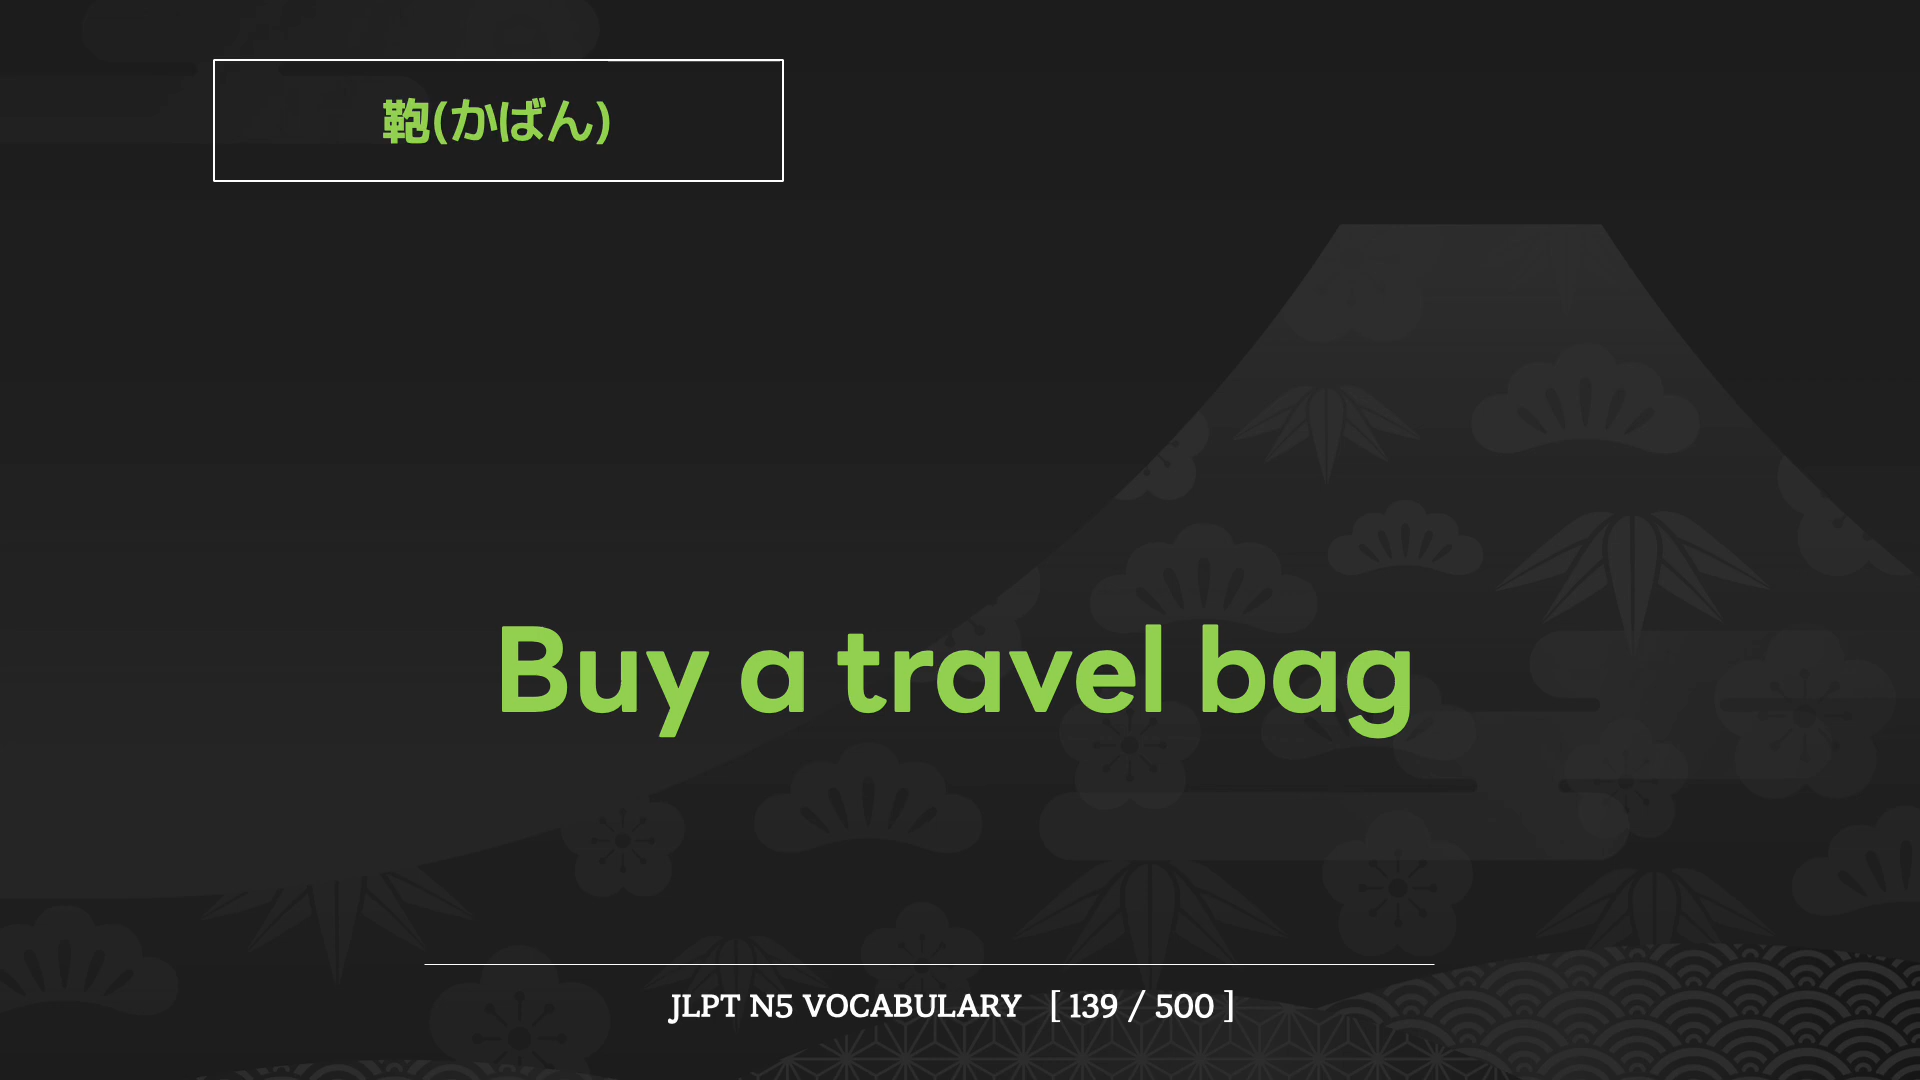 鞄(かばん)
Buy a travel bag
JLPT N5 VOCABULARY [ 139 / 500 ]